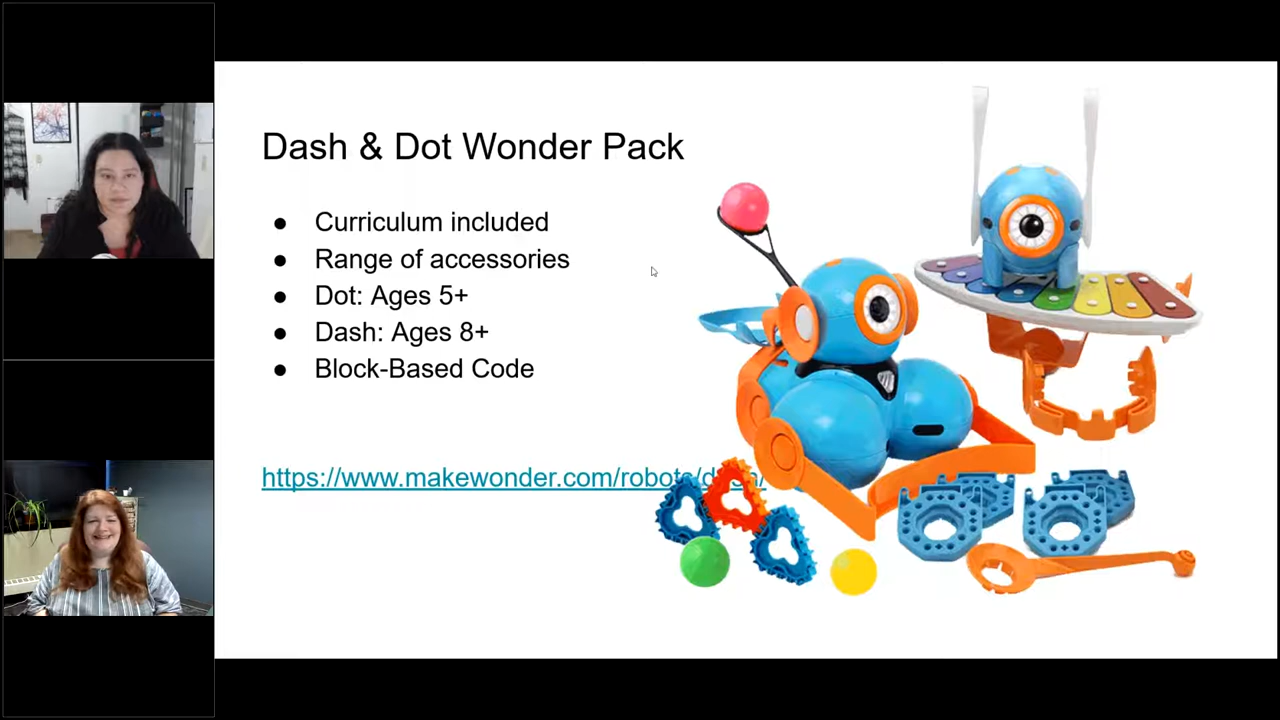 Dash & Dot Wonder Pack
● Curriculum included
● Range of accessories
● Dot: Ages 5+
● Dash: Ages 8+
● Block-Based Code
https://www.makewonder.com/robots/dash/